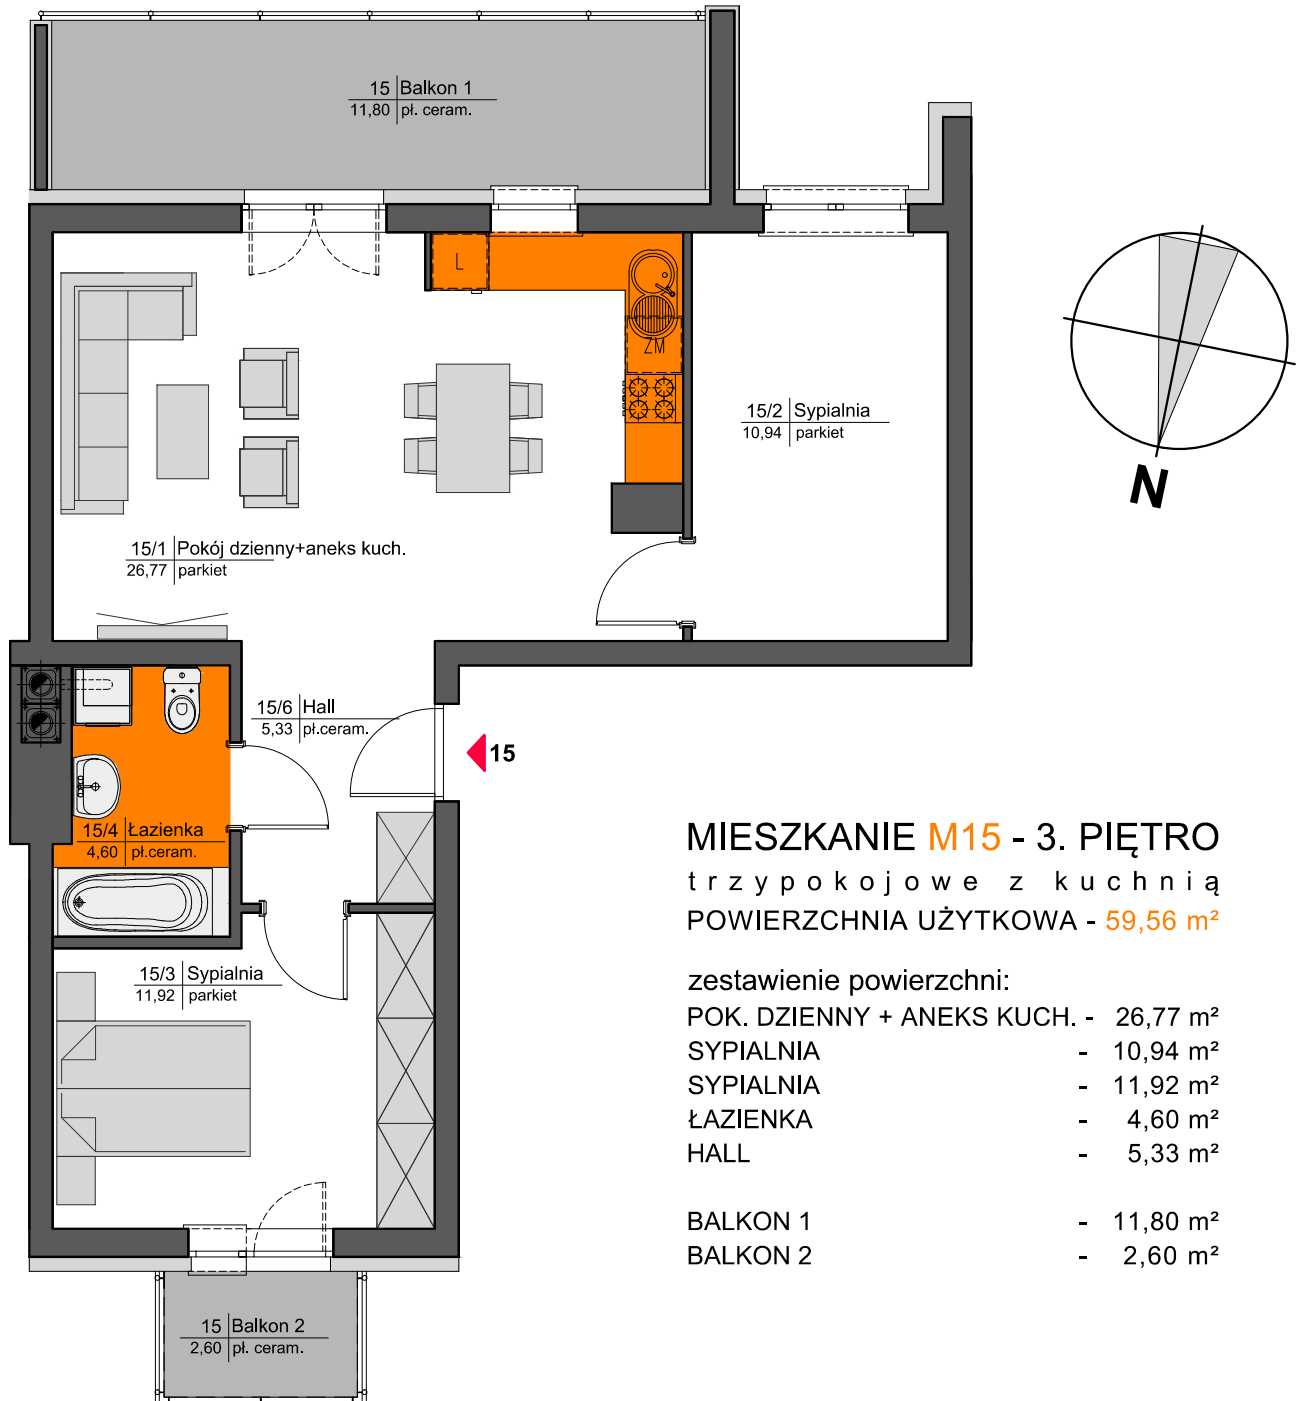 15 Balkon 1
11,80 pł. ceram.
L
ZM
15/2 Sypialnia
10,94 parkiet
N
15/1 Pokój dzienny+aneks kuch.
26,77 parkiet
15/6 Hall
5,33 pł.ceram.
15
15/4 Łazienka
4,60 pł.ceram.
15/3 Sypialnia
11,92 parkiet
15 Balkon 2
2,60 pł. ceram.
MIESZKANIE M15 - 3. PIĘTRO
trzypokojowe z kuchnią
POWIERZCHNIA UŻYTKOWA - 59,56 m²
zestawienie powierzchni:
POK. DZIENNY + ANEKS KUCH. - 26,77 m²
SYPIALNIA - 10,94 m²
SYPIALNIA - 11,92 m²
ŁAZIENKA - 4,60 m²
HALL - 5,33 m²
BALKON 1 - 11,80 m²
BALKON 2 - 2,60 m²